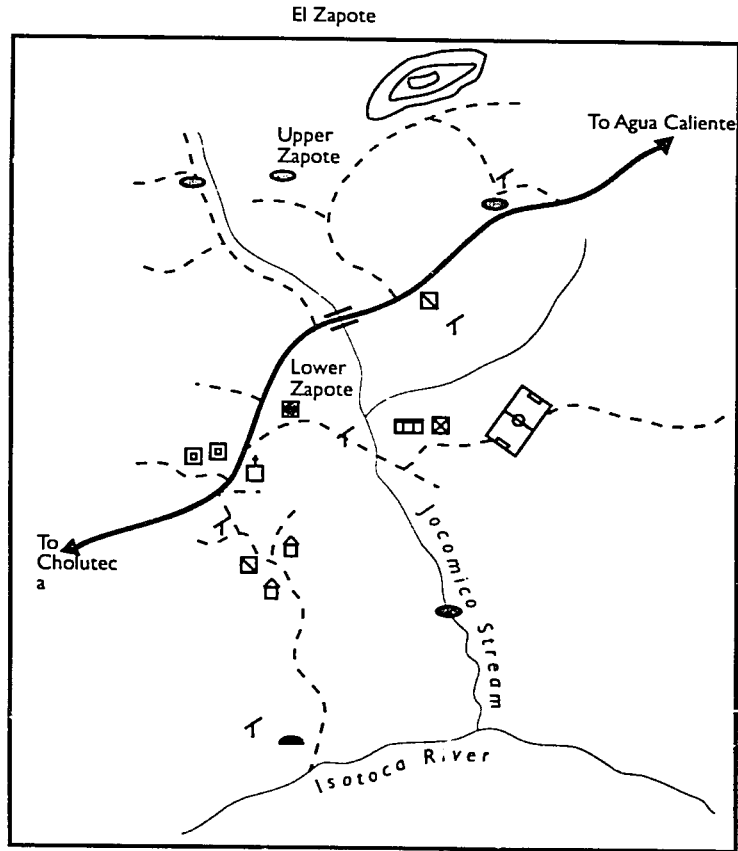 El Zapote
To Agua Caliente
Upper
Zapote
Lower
Zapote
To
Cholutec
a
Jocomico Stream
Isotoca River